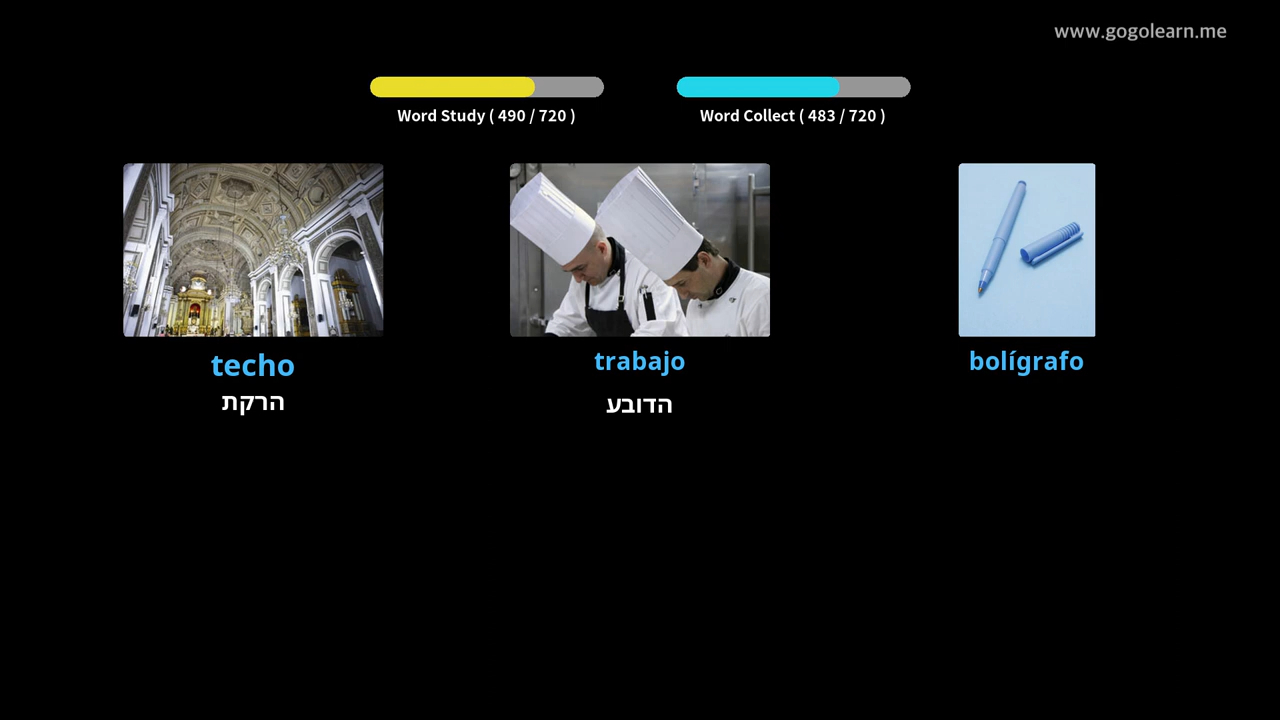 www.gogolearn.me
Word Study ( 490 / 720 )
Word Collect ( 483 / 720 )
techo
הרקת
trabajo
הדובע
bolígrafo